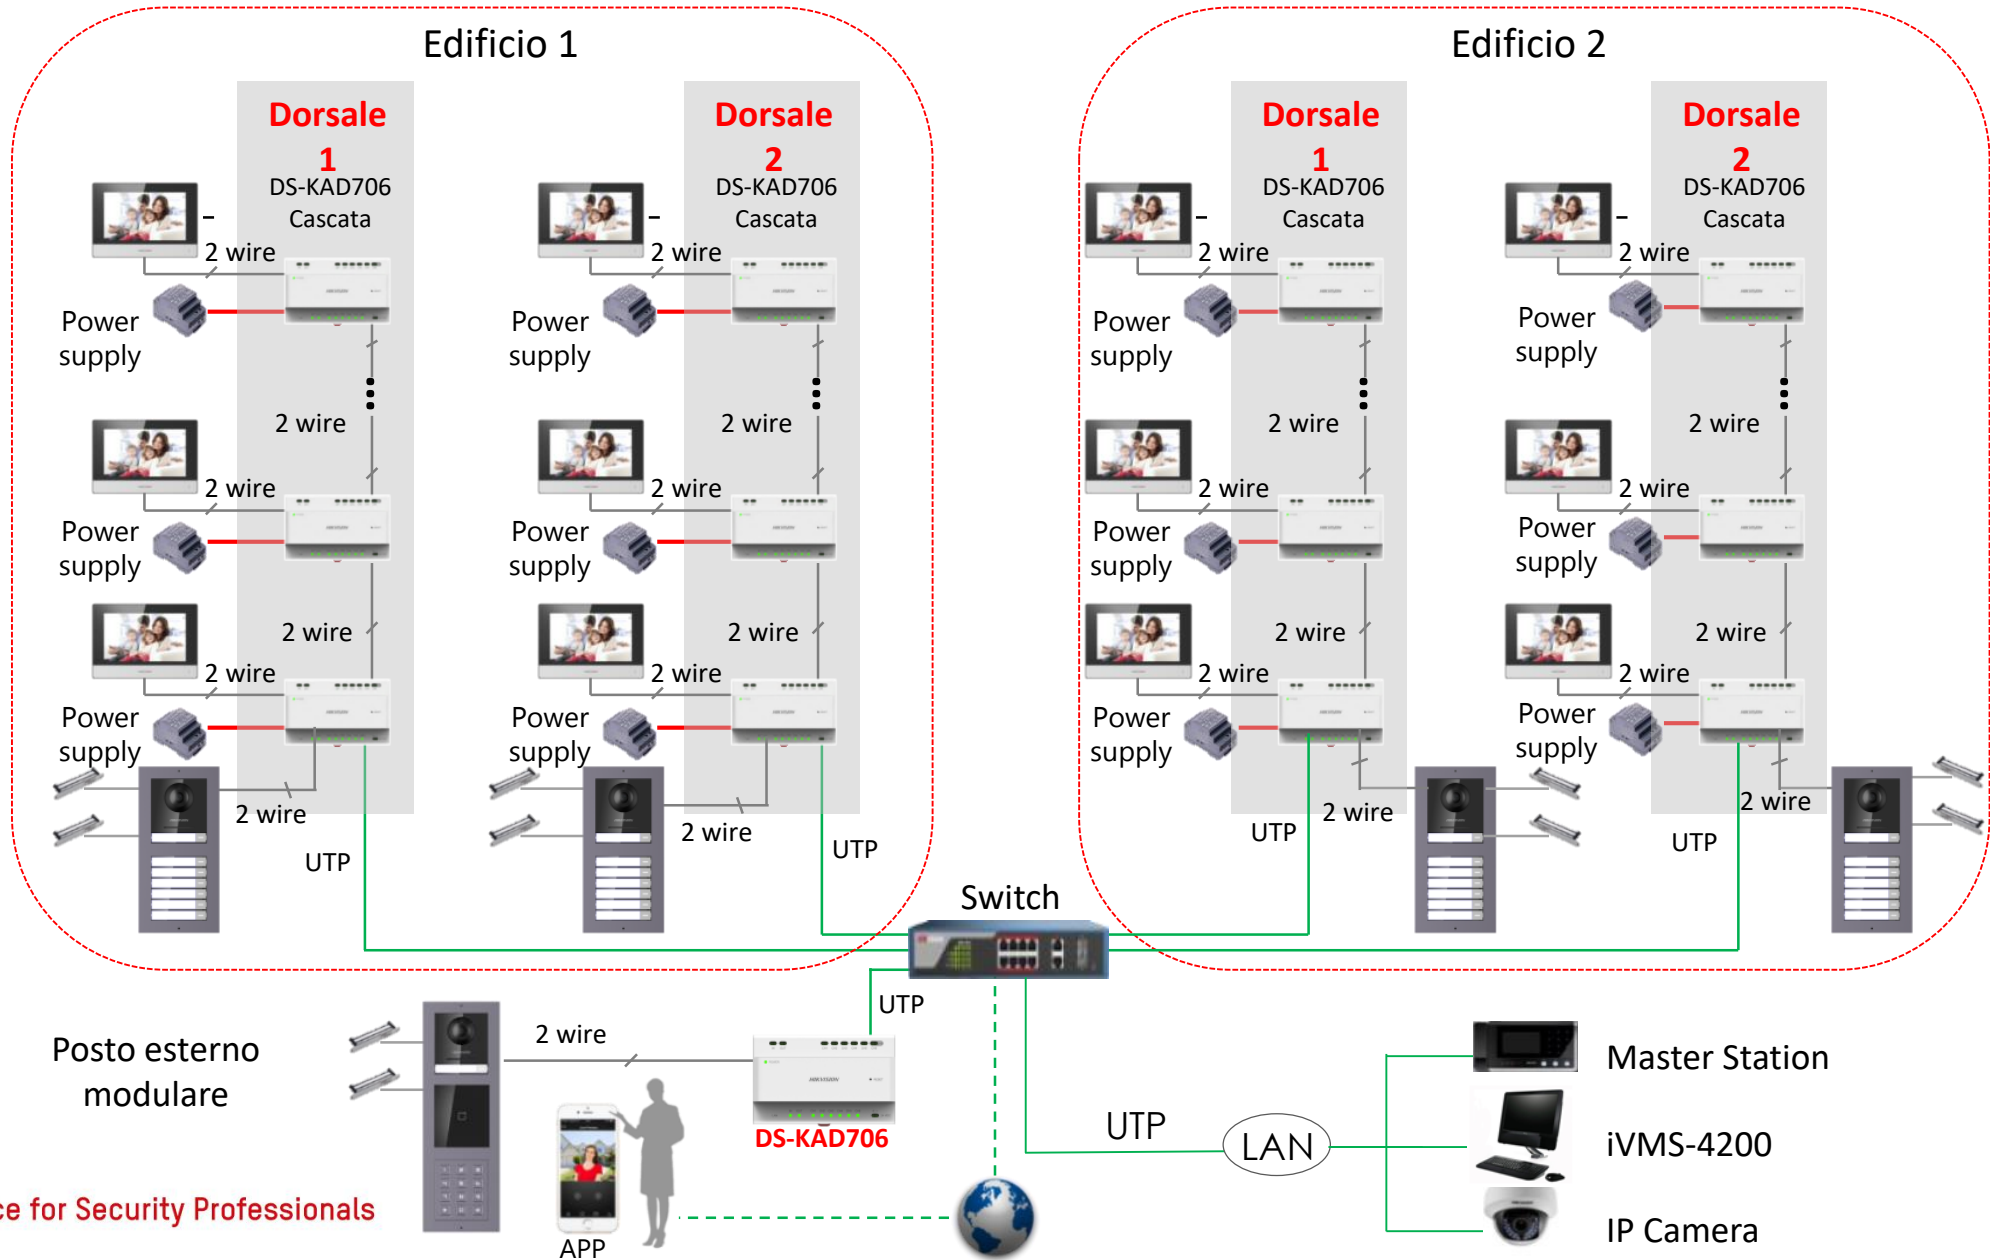 Edificio 1
Edificio 2
Dorsale
1
DS-KAD706
Cascata
Dorsale
2
DS-KAD706
Cascata
Dorsale
1
DS-KAD706
Cascata
Dorsale
2
DS-KAD706
Cascata
2 wire
2 wire
2 wire
2 wire
Power
supply
Power
supply
Power
supply
Power
supply
2 wire
2 wire
2 wire
2 wire
2 wire
2 wire
2 wire
2 wire
Power
supply
Power
supply
Power
supply
Power
supply
2 wire
2 wire
2 wire
2 wire
2 wire
2 wire
2 wire
2 wire
Power
supply
Power
supply
Power
supply
Power
supply
2 wire
2 wire
2 wire
2 wire
UTP
UTP
UTP
Switch
UTP
Posto esterno
modulare
2 wire
HIKVISION
DS-KAD706
APP
UTP
LAN
Master Station
iVMS-4200
IP Camera
ce for Security Professionals